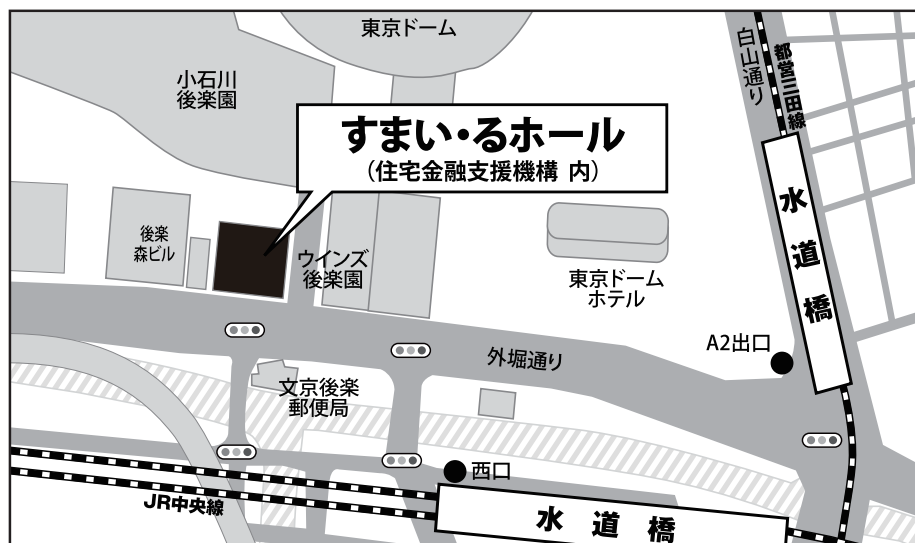 東京ドーム
小石川
後楽園
白山通り
都営三田線
すまい・るホール
（住宅金融支援機構 内）
水道橋
後楽
森ビル
ウインズ
後楽園
東京ドーム
ホテル
A2出口
外堀通り
文京後楽
郵便局
西口
JR中央線
水道橋